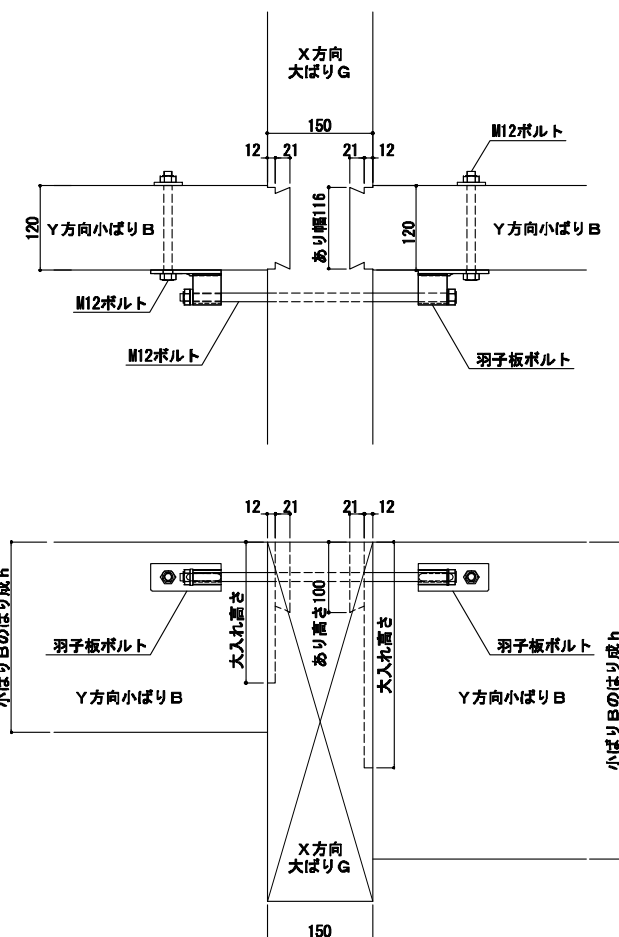 X方向
大ばりG
150
M12ボルト
12
21
21
12
120
Y方向小ばりB
あり幅116
120
Y方向小ばりB
M12ボルト
M12ボルト
羽子板ボルト
12
21
21
12
小ばりBのはり成h
大入れ高さ
あり高さ100
大入れ高さ
羽子板ボルト
羽子板ボルト
Y方向小ばりB
Y方向小ばりB
小ばりBのはり成h
X方向
大ばりG
150